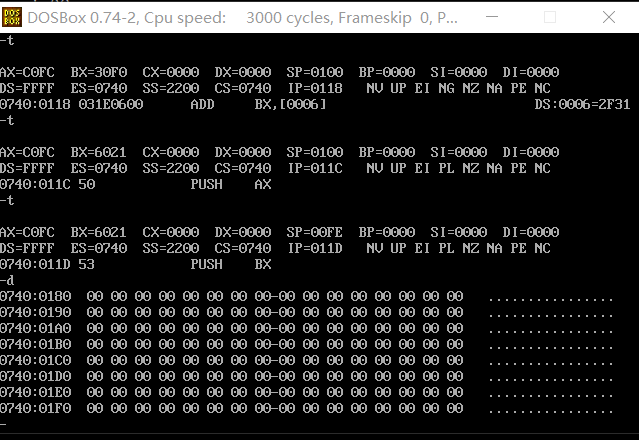 DOSBox 0.74-2, Cpu speed:    3000 cycles, Frameskip  0, P...
-t

AX=C0FC  BX=30F0  CX=0000  DX=0000  SP=0100  BP=0000  SI=0000  DI=0000
DS=FFFF  ES=0740  SS=2200  CS=0740  IP=0118   NV UP EI NG NZ NA PE NC
0740:0118 031E0600      ADD     BX,[0006]                          DS:0006=2F31
-t

AX=C0FC  BX=6021  CX=0000  DX=0000  SP=0100  BP=0000  SI=0000  DI=0000
DS=FFFF  ES=0740  SS=2200  CS=0740  IP=011C   NV UP EI PL NZ NA PE NC
0740:011C 50            PUSH    AX
-t

AX=C0FC  BX=6021  CX=0000  DX=0000  SP=00FE  BP=0000  SI=0000  DI=0000
DS=FFFF  ES=0740  SS=2200  CS=0740  IP=011D   NV UP EI PL NZ NA PE NC
0740:011D 53            PUSH    BX
-d
0740:0180  00 00 00 00 00 00 00 00-00 00 00 00 00 00 00 00   ................
0740:0190  00 00 00 00 00 00 00 00-00 00 00 00 00 00 00 00   ................
0740:01A0  00 00 00 00 00 00 00 00-00 00 00 00 00 00 00 00   ................
0740:01B0  00 00 00 00 00 00 00 00-00 00 00 00 00 00 00 00   ................
0740:01C0  00 00 00 00 00 00 00 00-00 00 00 00 00 00 00 00   ................
0740:01D0  00 00 00 00 00 00 00 00-00 00 00 00 00 00 00 00   ................
0740:01E0  00 00 00 00 00 00 00 00-00 00 00 00 00 00 00 00   ................
0740:01F0  00 00 00 00 00 00 00 00-00 00 00 00 00 00 00 00   ................
-